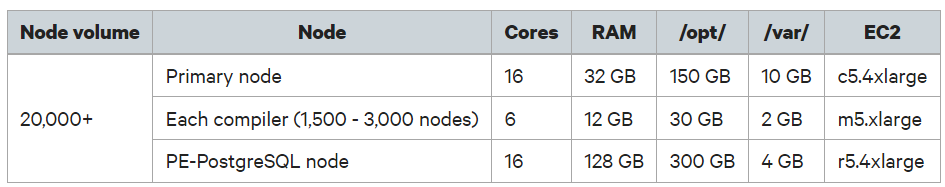 Node volume Node Cores RAM /opt/ /var/ EC2
Primary node 16 32 GB 150 GB 10 GB c5.4xlarge
20,000+ Each compiler (1,500 - 3,000 nodes) 6 12 GB 30 GB 2 GB m5.xlarge
PE-PostgreSQL node 16 128 GB 300 GB 4 GB r5.4xlarge